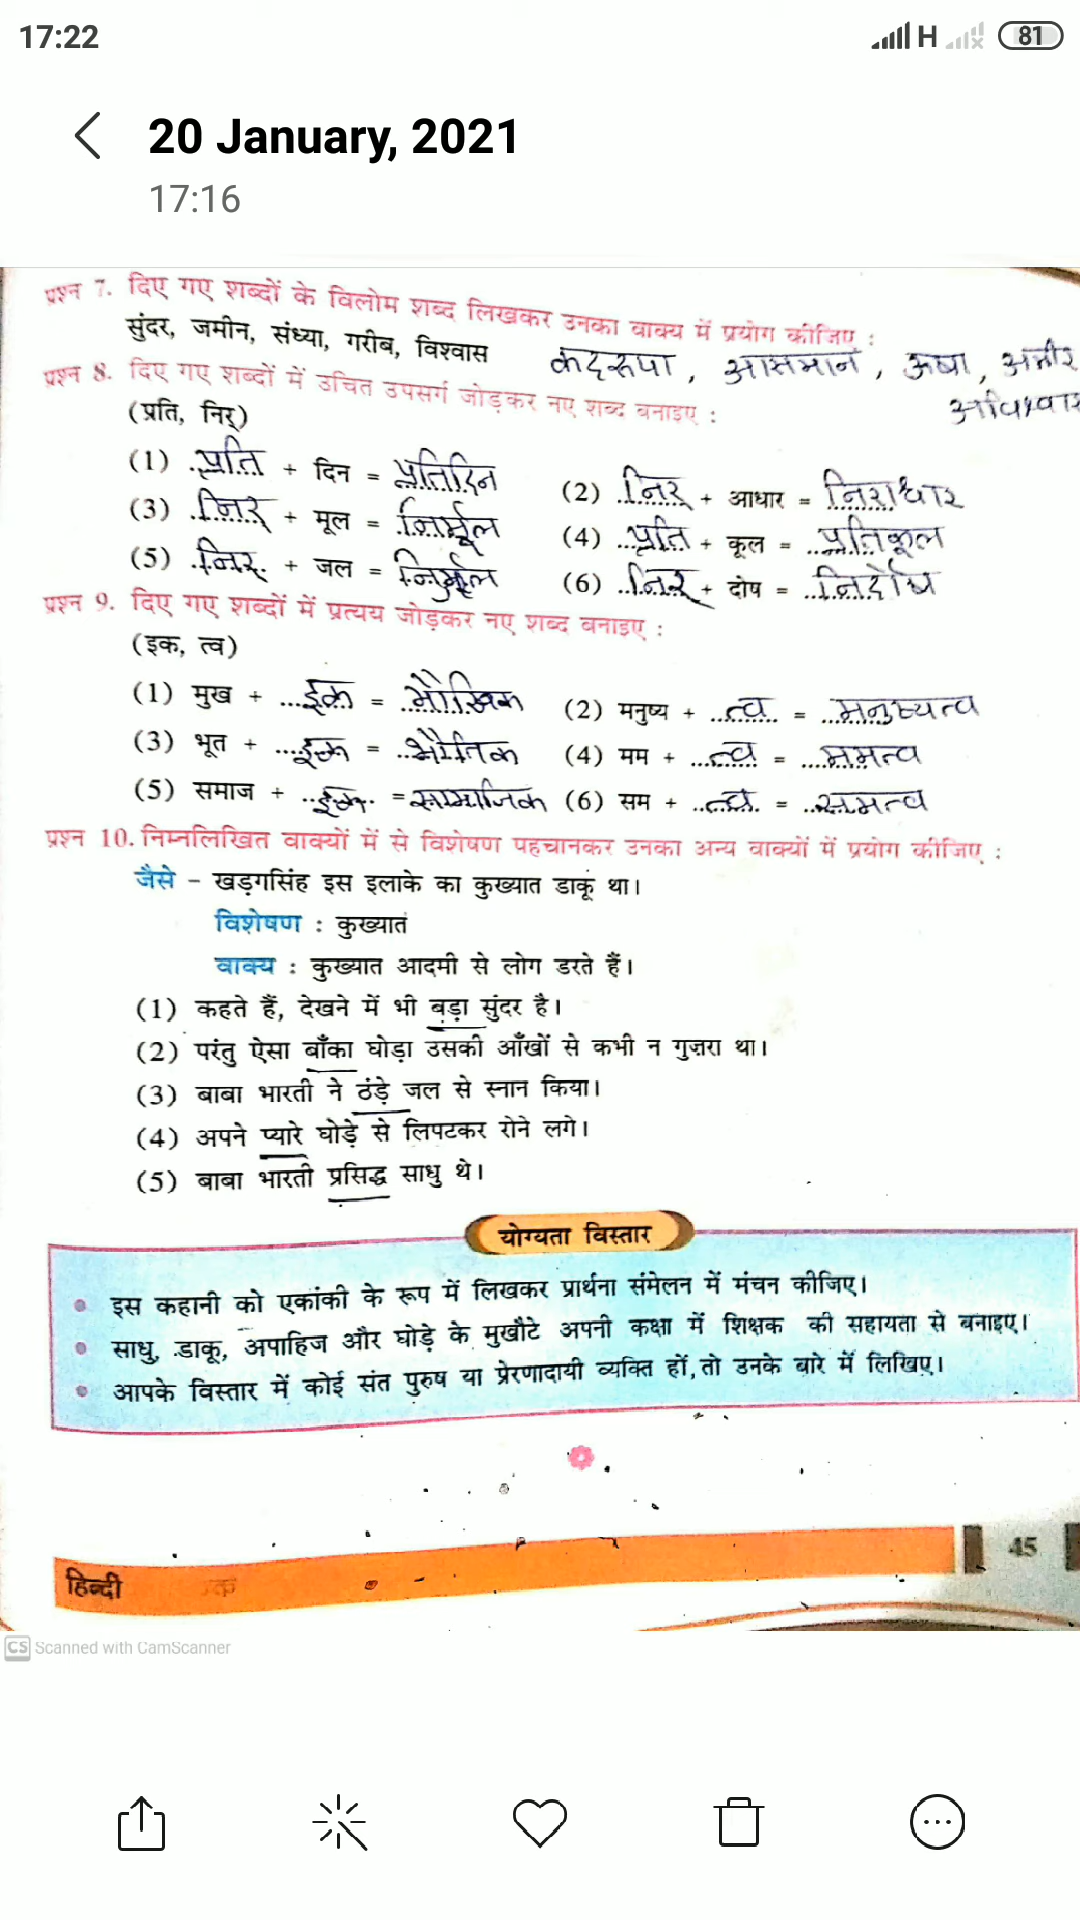 17:22 H 81
20 January, 2021
17:16
प्रश्न 7. दिए गए शब्दों के विलोम शब्द लिखकर उनका वाक्य में प्रयोग कीजिए :
सुंदर, जमीन, संध्या, गरीब, विश्वास कदरूपा, आसमान, ऊषा, अमीर
प्रश्न 8. दिए गए शब्दों में उचित उपसर्ग जोड़कर नए शब्द बनाइए :
(प्रति, निर्)
(1) प्रति + दिन = प्रतिदिन (2) निर् + आधार = निराधार
(3) निर् + मूल = निर्मूल (4) प्रति + कूल = प्रतिकूल
(5) निर् + जल = (6) निर् + दोष = निर्दोष
प्रश्न 9. दिए गए शब्दों में प्रत्यय जोड़कर नए शब्द बनाइए :
(इक, त्व)
(1) मुख + ...ईक = मौखिक (2) मनुष्य + ...त्व... = ...मनुष्यत्व
(3) भूत + ....इक = ..भौतिक (4) मम + ...त्व = ....ममत्व
(5) समाज + ..इक.. = सामाजिक (6) सम + ..त्व. = ..समत्व
प्रश्न 10. निम्नलिखित वाक्यों में से विशेषण पहचानकर उनका अन्य वाक्यों में प्रयोग कीजिए :
जैसे - खड़गसिंह इस इलाके का कुख्यात डाकू था।
विशेषण : कुख्यात
वाक्य : कुख्यात आदमी से लोग डरते हैं।
(1) कहते हैं, देखने में भी बड़ा सुंदर है।
(2) परंतु ऐसा बाँका घोड़ा उसकी आँखों से कभी न गुज़रा था।
(3) बाबा भारती ने ठंड़े जल से स्नान किया।
(4) अपने प्यारे घोड़े से लिपटकर रोने लगे।
(5) बाबा भारती प्रसिद्ध साधु थे।
योग्यता विस्तार
• इस कहानी को एकांकी के रूप में लिखकर प्रार्थना संमेलन में मंचन कीजिए।
• साधु, डाकू, अपाहिज और घोड़े के मुखौटे अपनी कक्षा में शिक्षक की सहायता से बनाइए।
• आपके विस्तार में कोई संत पुरुष या प्रेरणादायी व्यक्ति हों, तो उनके बारे में लिखिए।
हिन्दी 45
CS Scanned with CamScanner